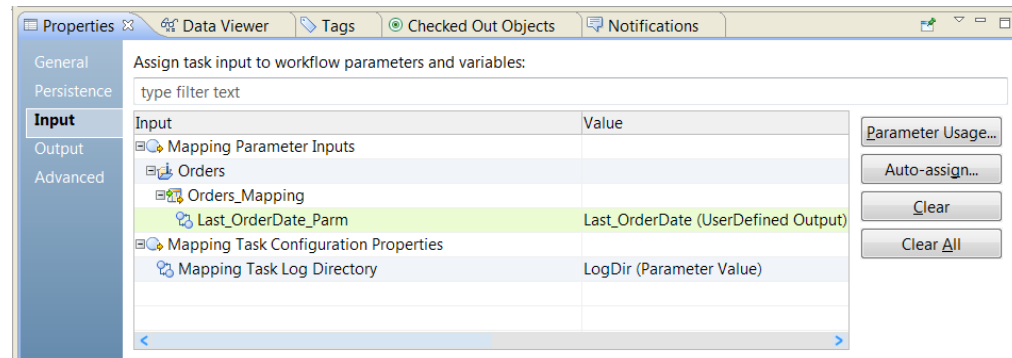 Properties Data Viewer Tags Checked Out Objects Notifications
General
Persistence
Input
Output
Advanced
Assign task input to workflow parameters and variables:
type filter text
Input Value
Mapping Parameter Inputs
Orders
Orders_Mapping
Last_OrderDate_Parm Last_OrderDate (UserDefined Output)
Mapping Task Configuration Properties
Mapping Task Log Directory LogDir (Parameter Value)
Parameter Usage...
Auto-assign...
Clear
Clear All